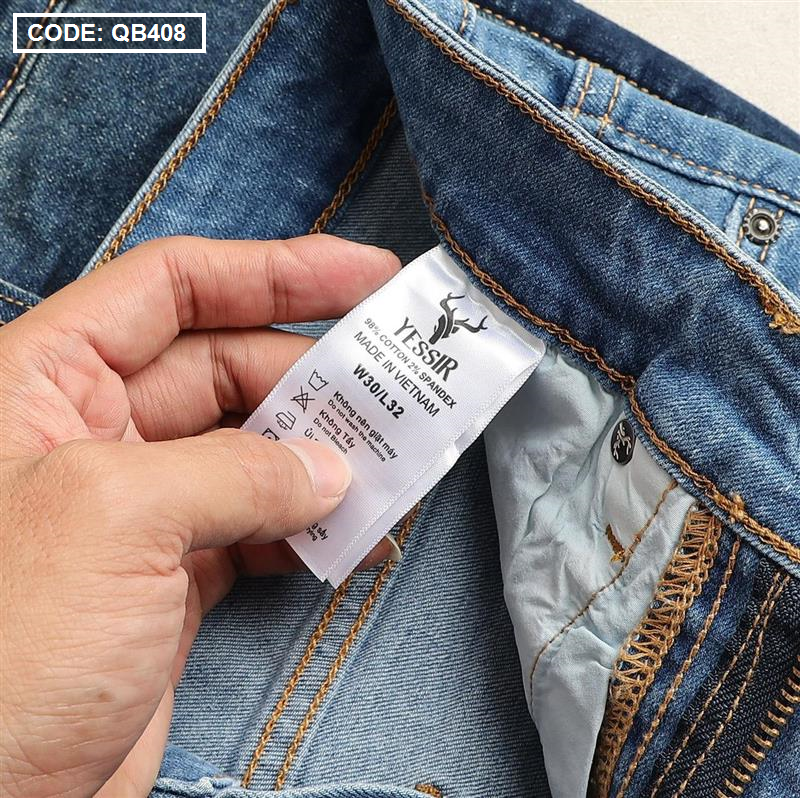 CODE: QB408
YESSIR
98% COTTON 2% SPANDEX
MADE IN VIETNAM
W30/L32
Không nên giặt máy
Do not wash the machine
Không Tẩy
Do not Bleach